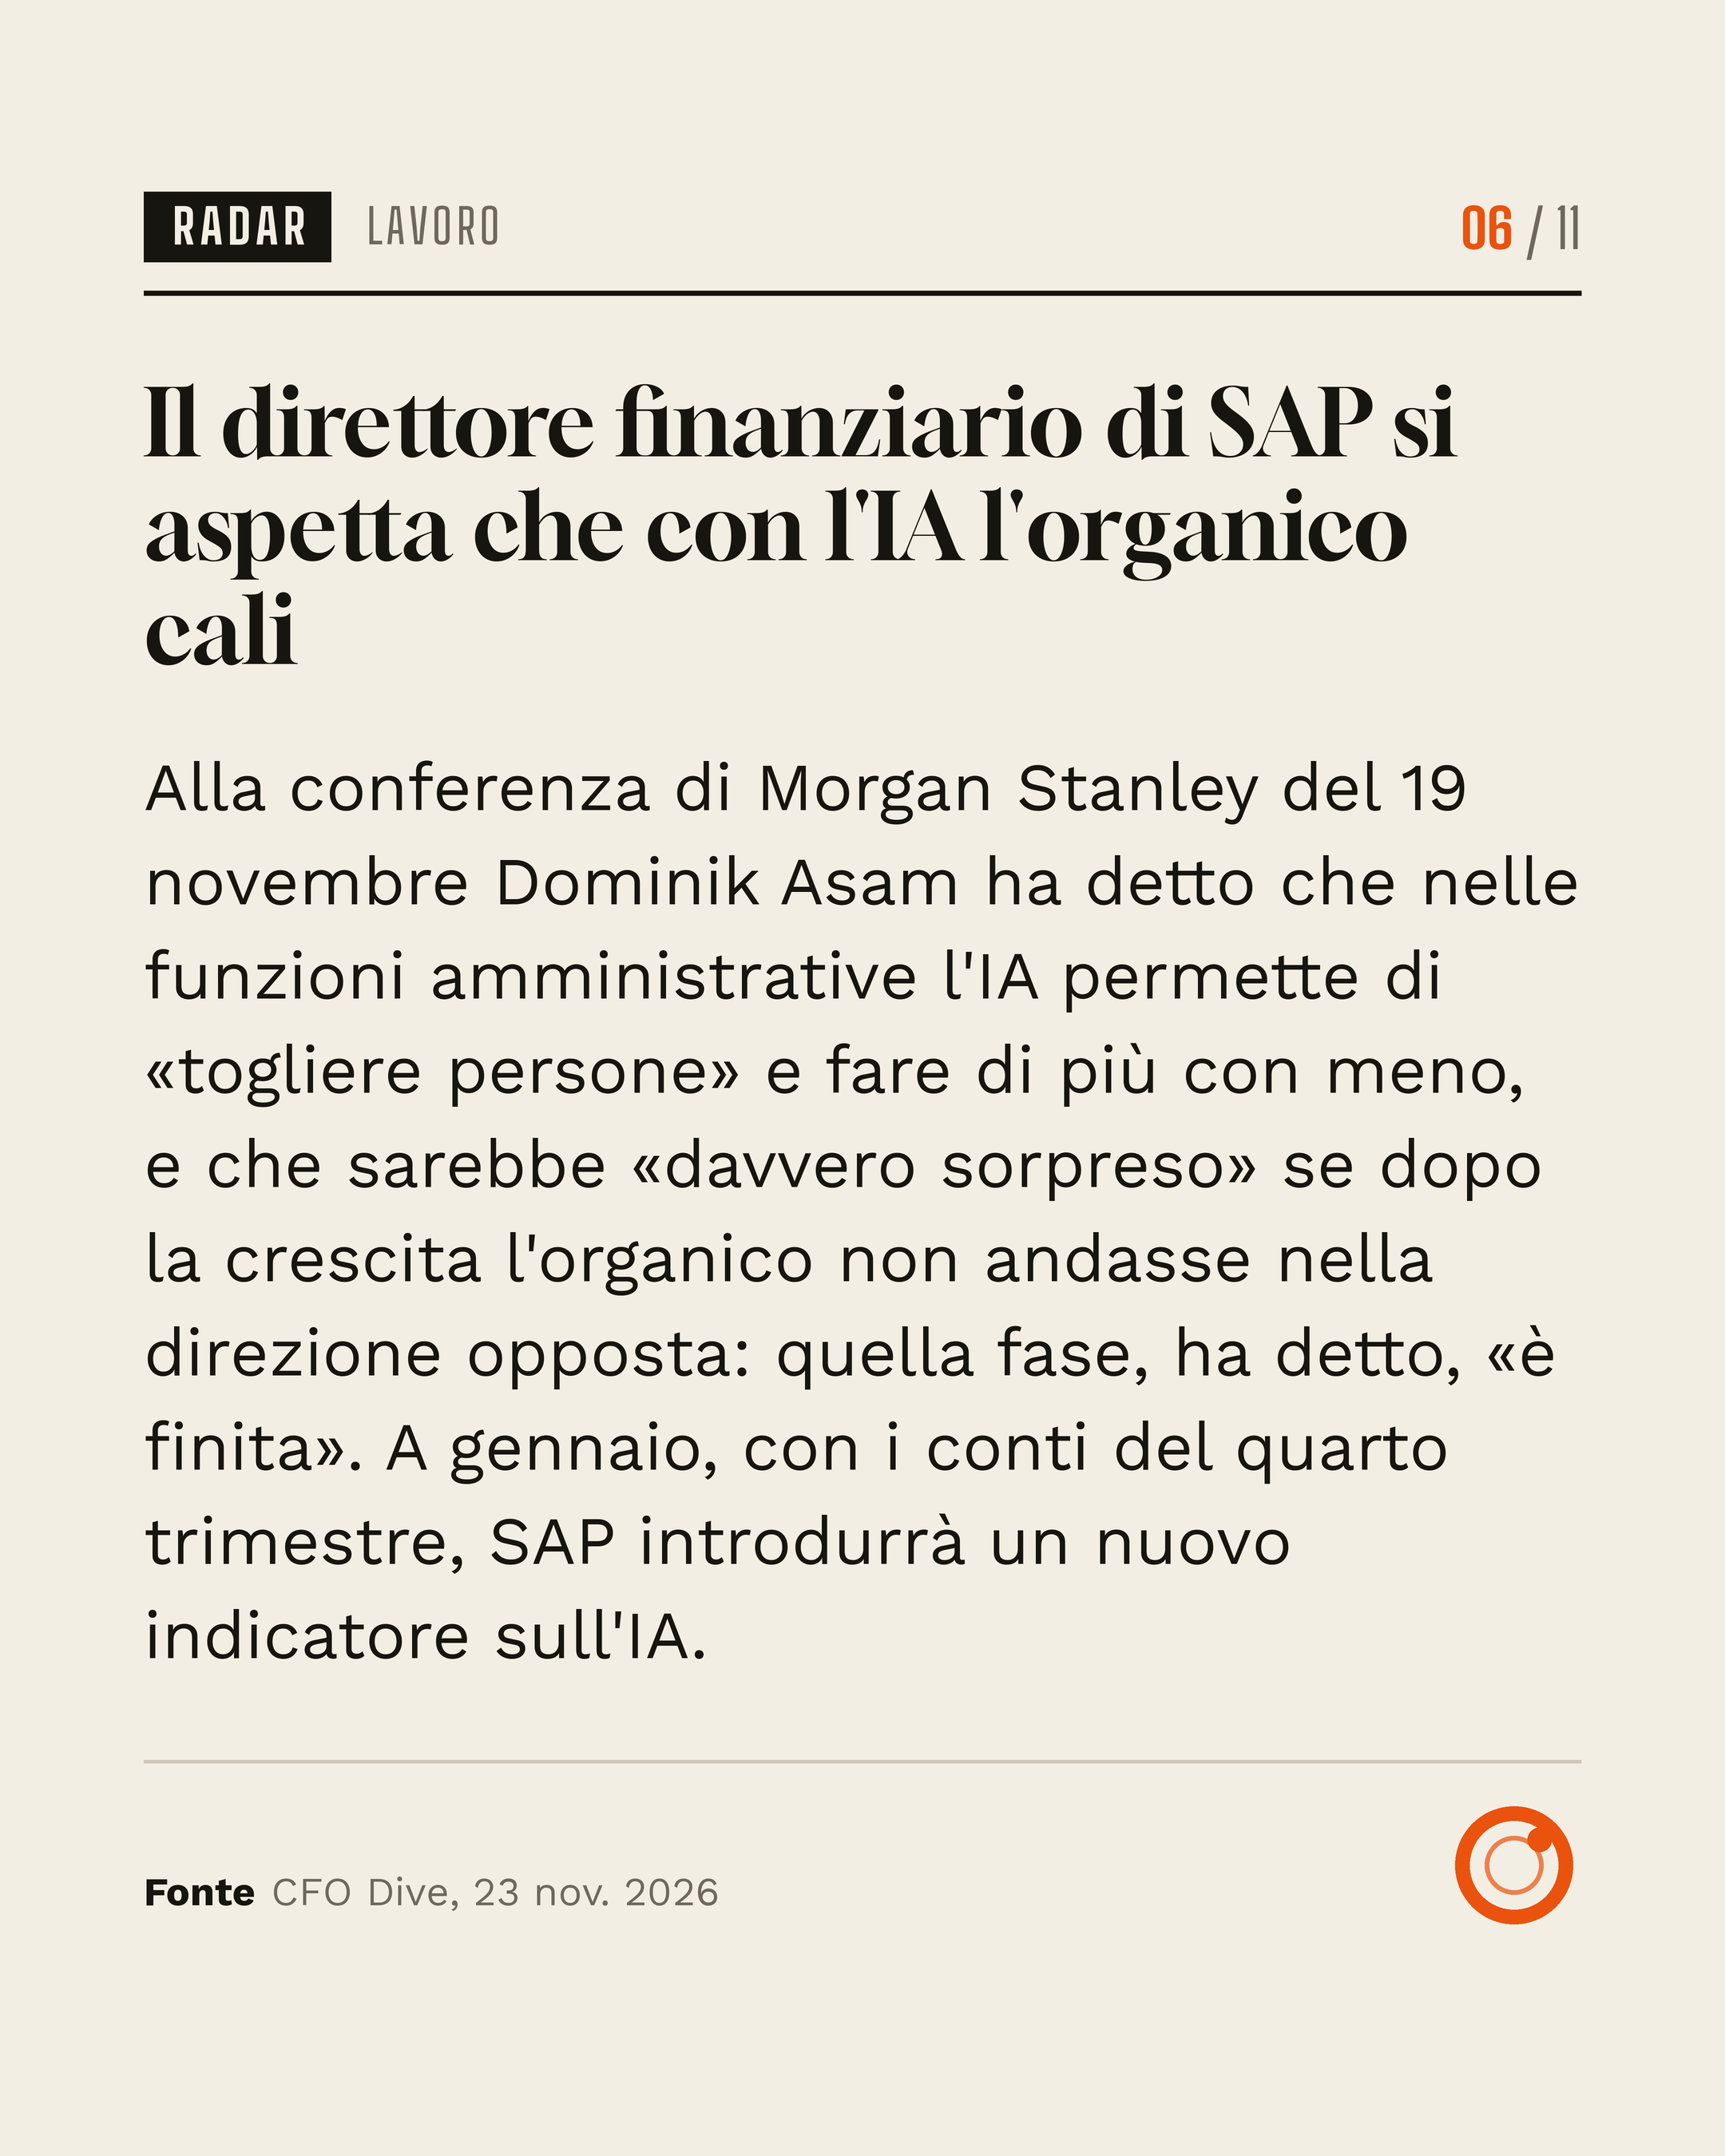 RADAR LAVORO 06 / 11
Il direttore finanziario di SAP si
aspetta che con l'IA l'organico
cali
Alla conferenza di Morgan Stanley del 19
novembre Dominik Asam ha detto che nelle
funzioni amministrative l'IA permette di
«togliere persone» e fare di più con meno,
e che sarebbe «davvero sorpreso» se dopo
la crescita l'organico non andasse nella
direzione opposta: quella fase, ha detto, «è
finita». A gennaio, con i conti del quarto
trimestre, SAP introdurrà un nuovo
indicatore sull'IA.
Fonte CFO Dive, 23 nov. 2026